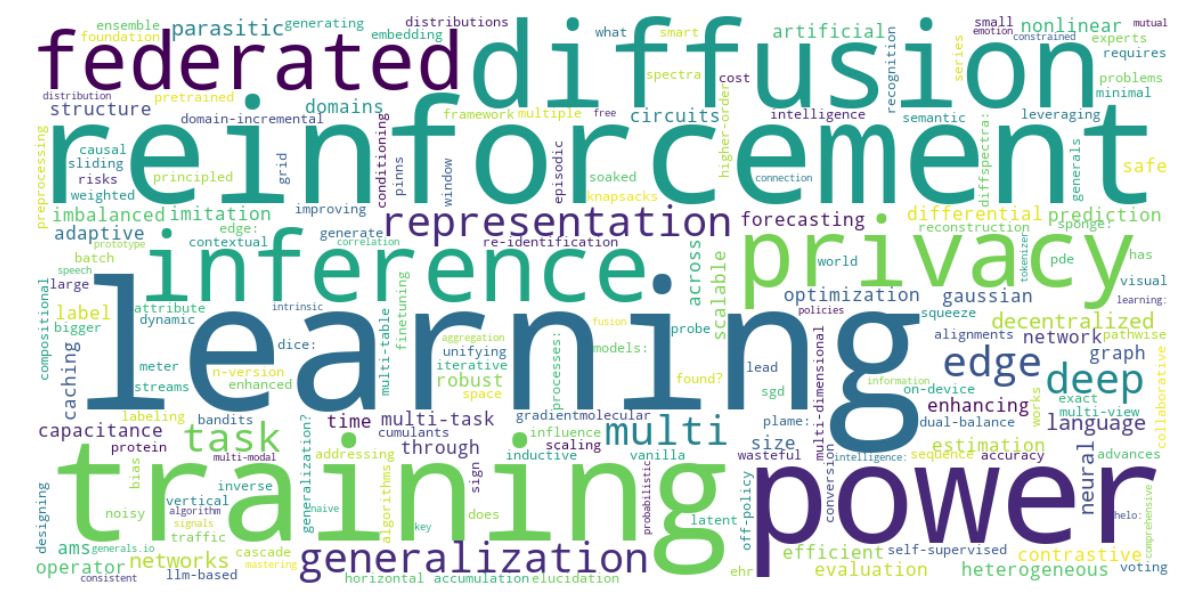 ensemble
parasitic
generating
distributions
what
smart
artificial
small
nonlinear
mutual
foundation
embedding
emotion
constrained
experts
federated
diffusion
recognition
series
requires
spectra
cost
problems
distribution
pretrained
minimal
structure
domains
framework
multiple
free
circuits
intelligence
semantic
leveraging
domain-incremental
reinforcement
preprocessing
causal
sliding
risks
principled
weighted
grid
conditioning
pinns
window
episodic
soaked
knapsacks
higher-order
connection
diffspectra:
generals
safe
imbalanced
imitation
improving
representation
forecasting
differential
prediction
adaptive
edge:
generate
reconstruction
sponge:
prototype
contextual
correlation
re-identification
privacy
batch
inference
across
scalable
world
tokenizer
pde
has
speech
large
visual
compositional
label
attribute
intrinsic
finetuning
optimization
gaussian
learning:
bigger
dynamic
multi-table
policies
squeeze
decentralized
learning
fusion
aggregation
probe
dice:
unifying
models:
alignments
network
pathwise
caching
meter
iterative
processes:
lead
edge
graph
n-version
found?
multi-dimensional
information
streams
enhanced
robust
space
sgd
on-device
deep
exact
collaborative
labeling
bandits
time
multi-task
gradientmolecular
plame:
enhancing
works
multi-view
dual-balance
language
capacitance
task
cumulants
influence
multi
size
protein
generalization?
addressing
through
scaling
vanilla
wasteful
conversion
estimation
bias
multi-modal
algorithms
sign
inductive
probabilistic
intelligence:
sequence
accuracy
neural
advances
training
power
designing
inverse
vertical
noisy
algorithm
naive
key
does
latent
off-policy
helo:
comprehensive
signals
traffic
ams
generals.io
networks
cascade
generalization
efficient
self-supervised
contrastive
operator
mastering
ehr
evaluation
heterogeneous
voting
consistent
llm-based
horizontal
accumulation
elucidation